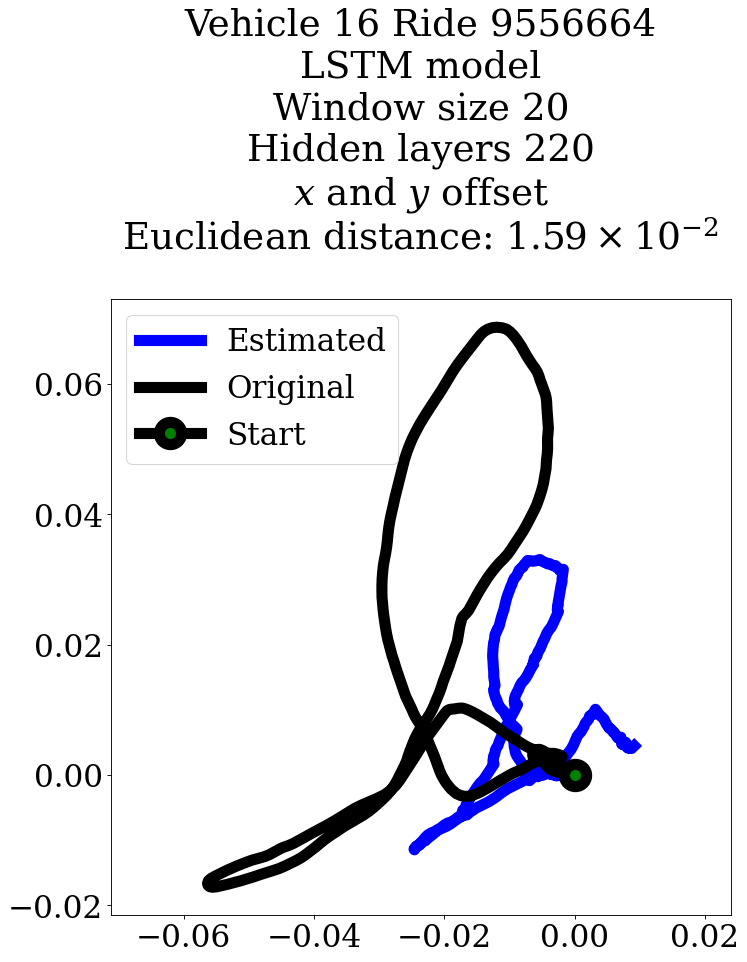 Vehicle 16 Ride 9556664
LSTM model
Window size 20
Hidden layers 220
x and y offset
Euclidean distance: 1.59 × 10⁻²
Estimated
Original
Start
0.06
0.04
0.02
0.00
−0.02
−0.06 −0.04 −0.02 0.00 0.02